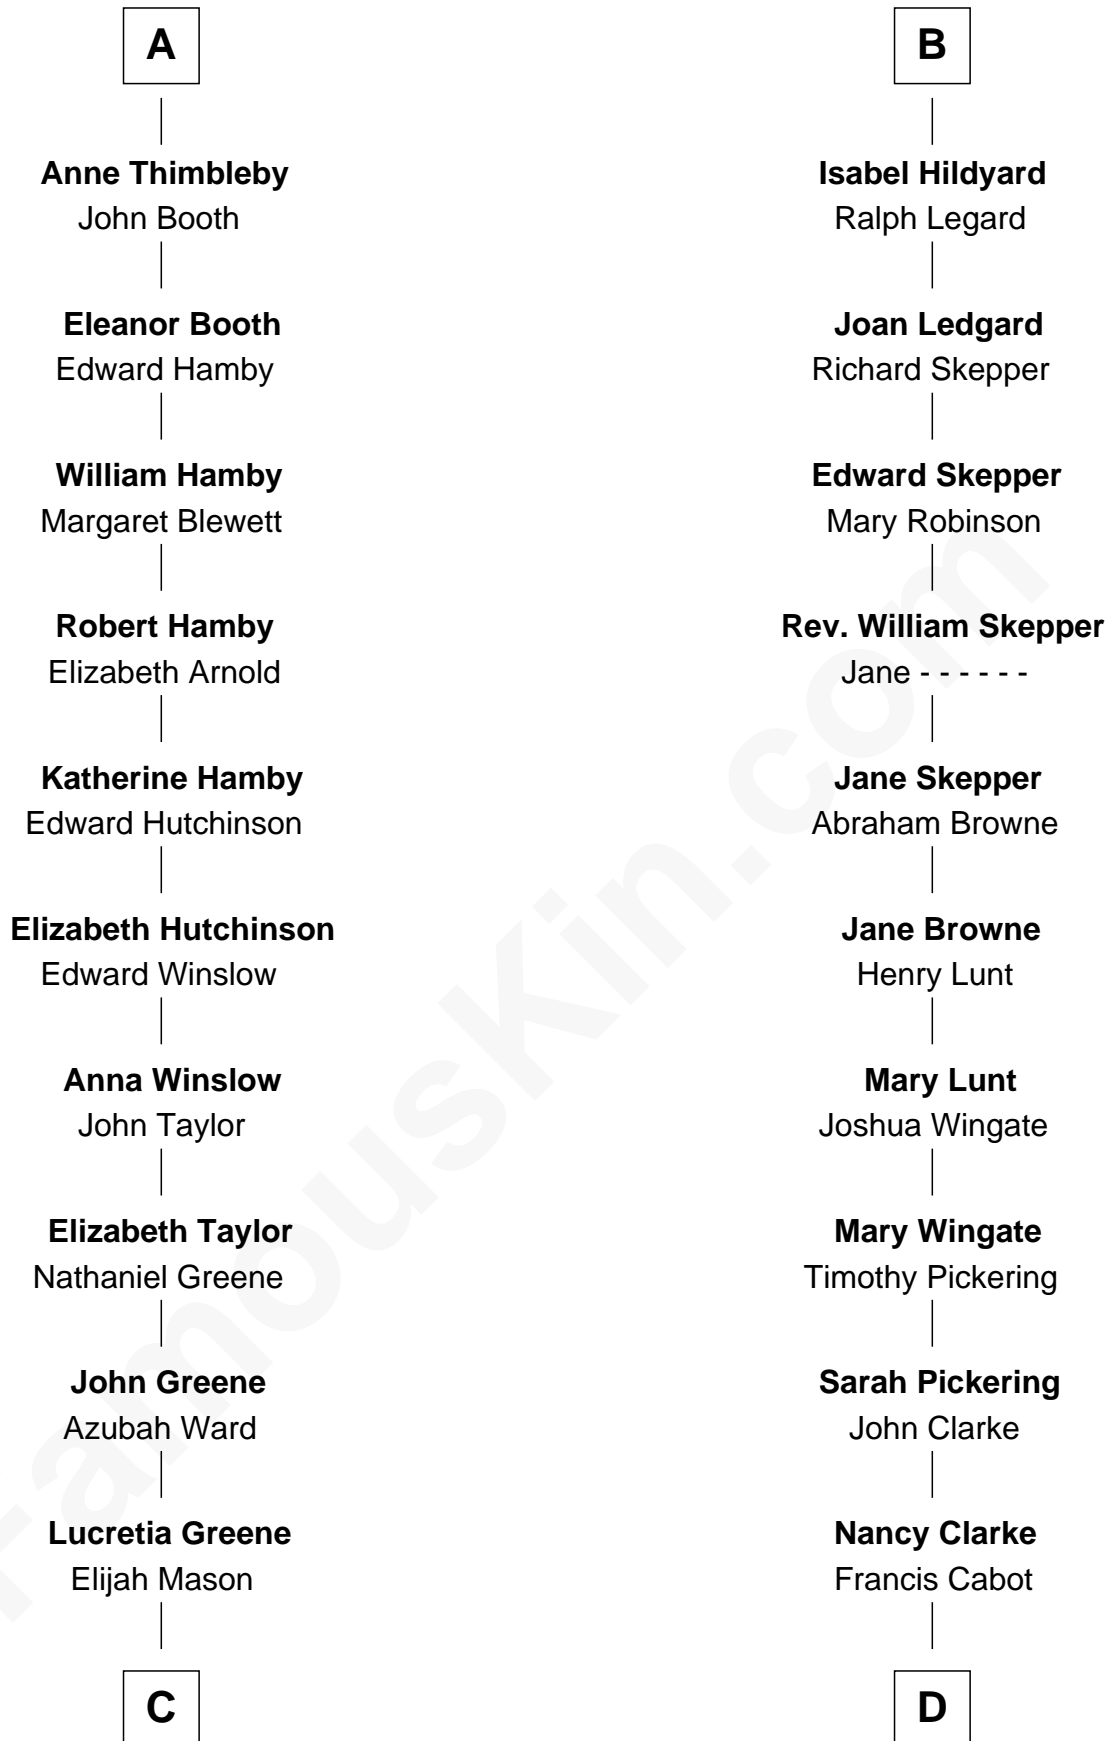 A
Anne Thimbleby
John Booth
Eleanor Booth
Edward Hamby
William Hamby
Margaret Blewett
Robert Hamby
Elizabeth Arnold
Katherine Hamby
Edward Hutchinson
Elizabeth Hutchinson
Edward Winslow
Anna Winslow
John Taylor
Elizabeth Taylor
Nathaniel Greene
John Greene
Azubah Ward
Lucretia Greene
Elijah Mason
C
B
Isabel Hildyard
Ralph Legard
Joan Ledgard
Richard Skepper
Edward Skepper
Mary Robinson
Rev. William Skepper
Jane - - - - - -
Jane Skepper
Abraham Browne
Jane Browne
Henry Lunt
Mary Lunt
Joshua Wingate
Mary Wingate
Timothy Pickering
Sarah Pickering
John Clarke
Nancy Clarke
Francis Cabot
D
FamousKin.com